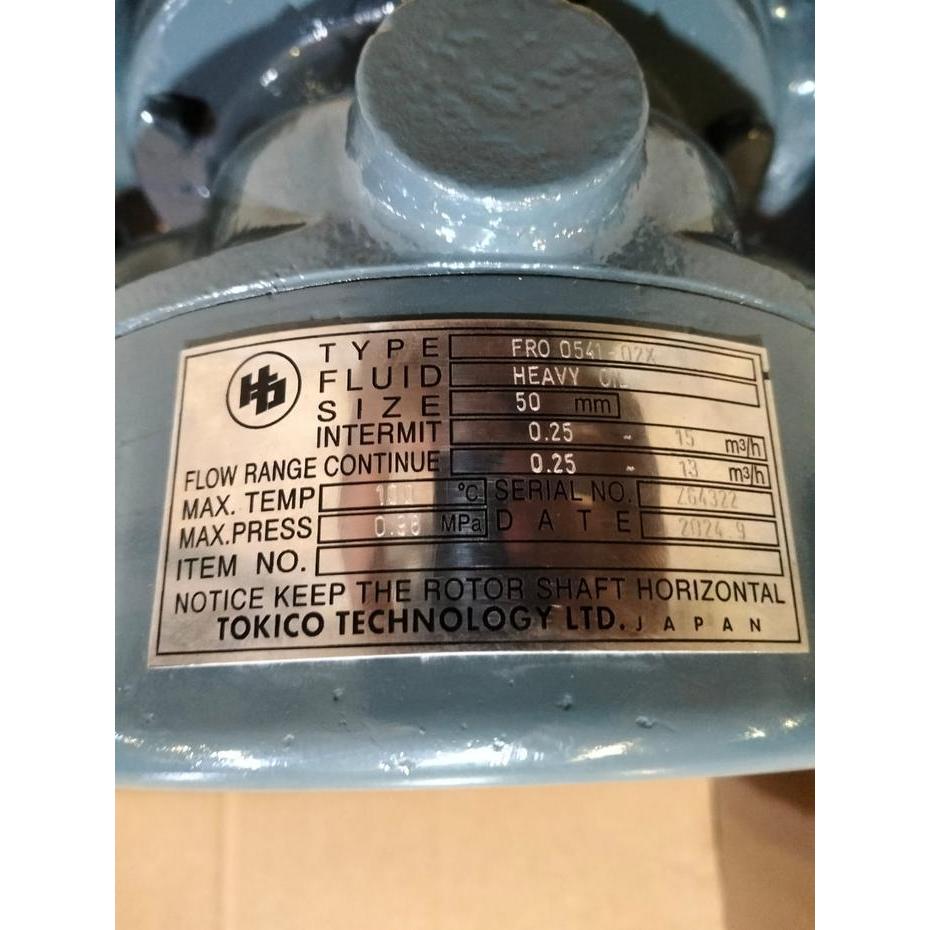 TYPE FRO 0541-02X
FLUID HEAVY OIL
SIZE 50 mm
INTERMIT 0.25 ~ 15 m3/h
FLOW RANGE CONTINUE 0.25 ~ 13 m3/h
MAX. TEMP °C SERIAL NO. Z64322
MAX.PRESS 0.98 MPa DATE 2024.9
ITEM NO.
NOTICE KEEP THE ROTOR SHAFT HORIZONTAL
TOKICO TECHNOLOGY LTD. JAPAN